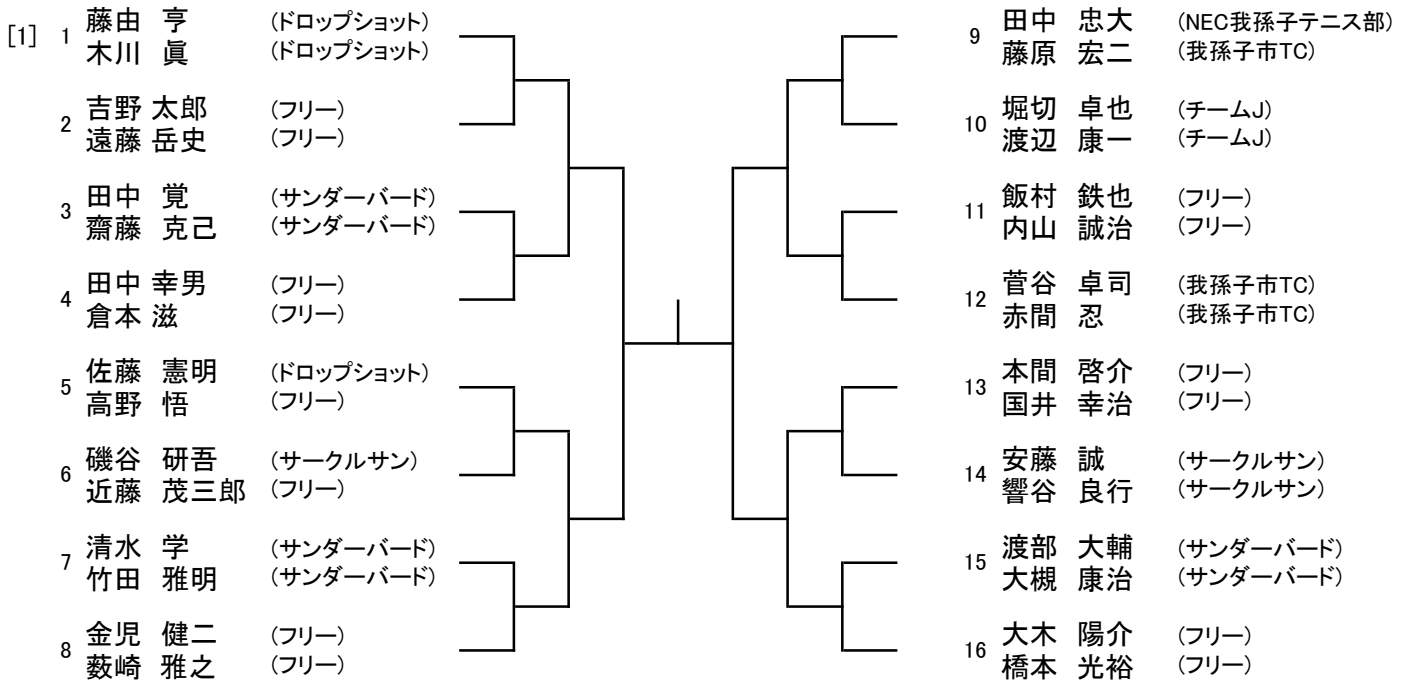 [1] 1 藤由 亨 (ドロップショット)
木川 眞 (ドロップショット)
2 吉野 太郎 (フリー)
遠藤 岳史 (フリー)
3 田中 覚 (サンダーバード)
齋藤 克己 (サンダーバード)
4 田中 幸男 (フリー)
倉本 滋 (フリー)
5 佐藤 憲明 (ドロップショット)
高野 悟 (フリー)
6 磯谷 研吾 (サークルサン)
近藤 茂三郎 (フリー)
7 清水 学 (サンダーバード)
竹田 雅明 (サンダーバード)
8 金児 健二 (フリー)
薮崎 雅之 (フリー)
9 田中 忠大 (NEC我孫子テニス部)
藤原 宏二 (我孫子市TC)
10 堀切 卓也 (チームJ)
渡辺 康一 (チームJ)
11 飯村 鉄也 (フリー)
内山 誠治 (フリー)
12 菅谷 卓司 (我孫子市TC)
赤間 忍 (我孫子市TC)
13 本間 啓介 (フリー)
国井 幸治 (フリー)
14 安藤 誠 (サークルサン)
響谷 良行 (サークルサン)
15 渡部 大輔 (サンダーバード)
大槻 康治 (サンダーバード)
16 大木 陽介 (フリー)
橋本 光裕 (フリー)